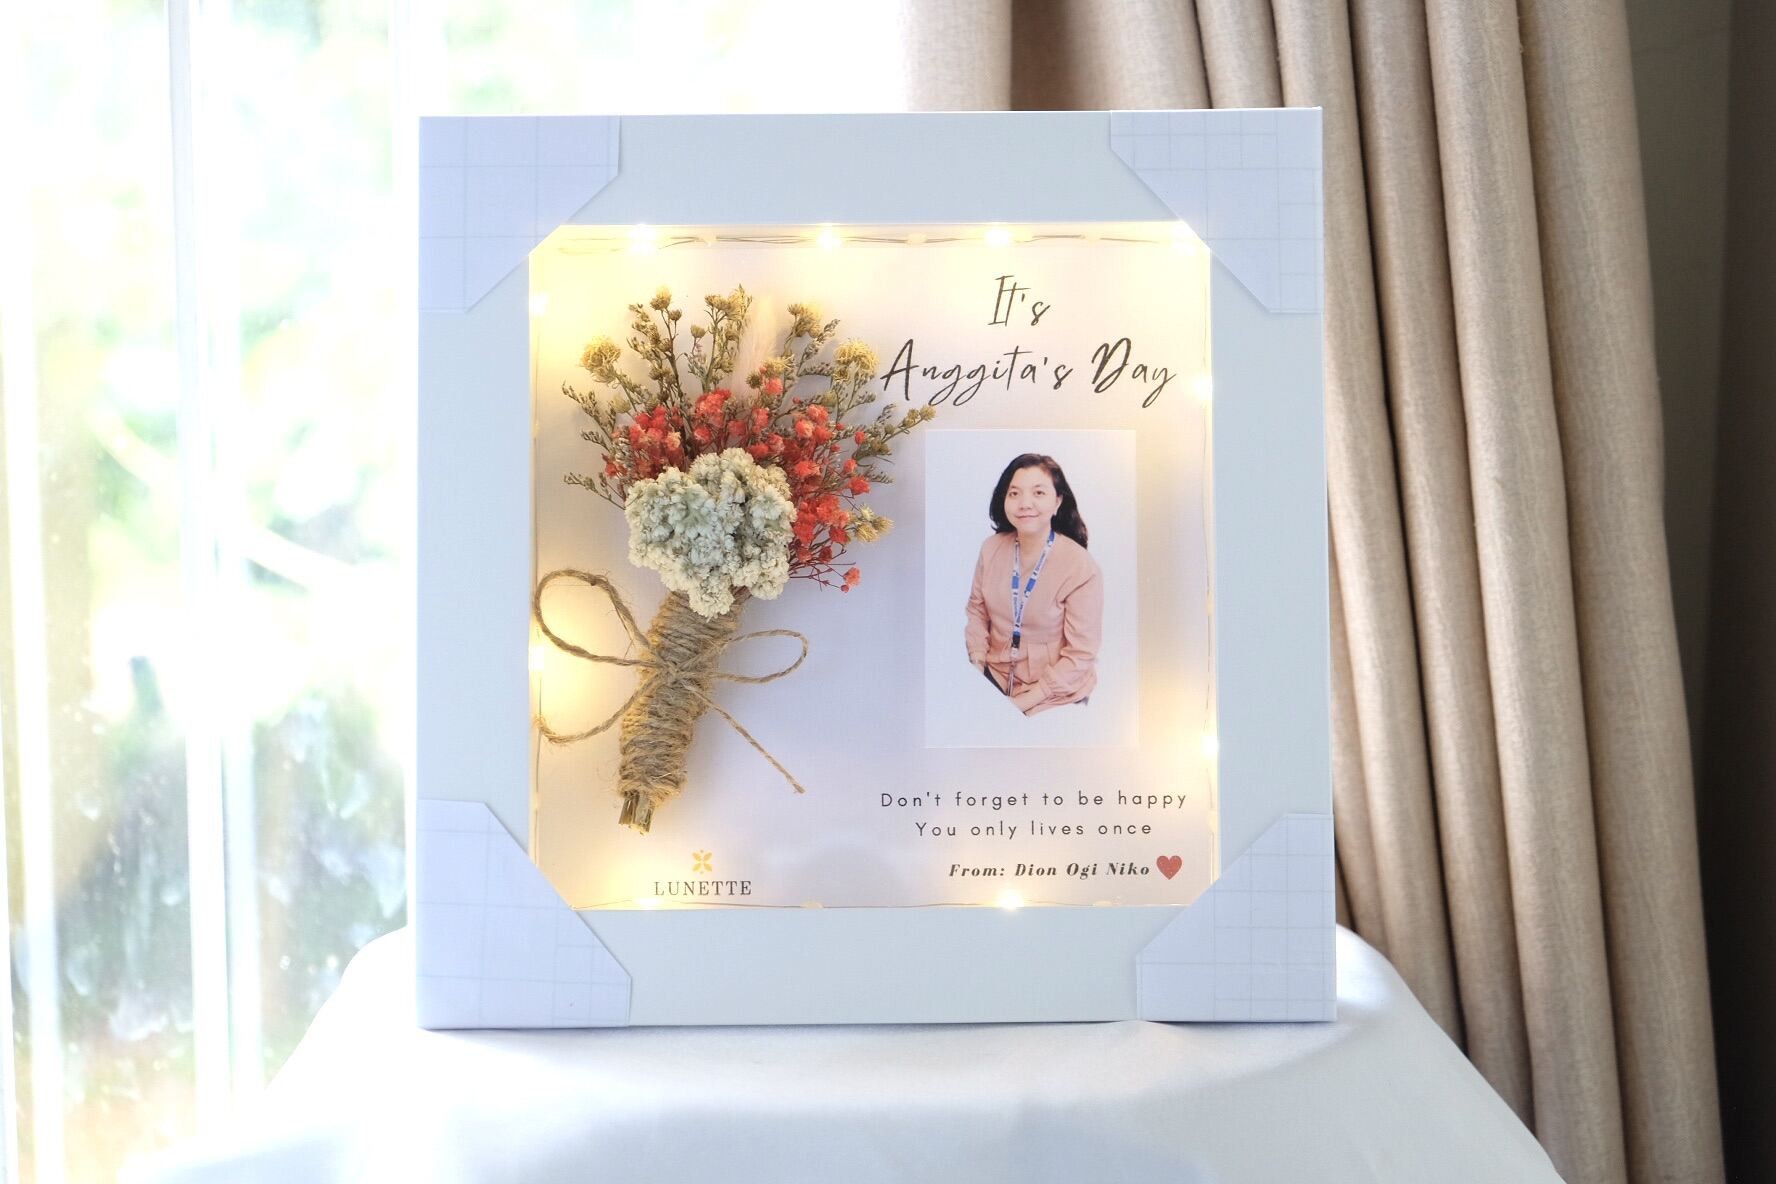 It's
Anggita's Day
Don't forget to be happy
You only lives once
From: Dion Ogi Niko
LUNETTE